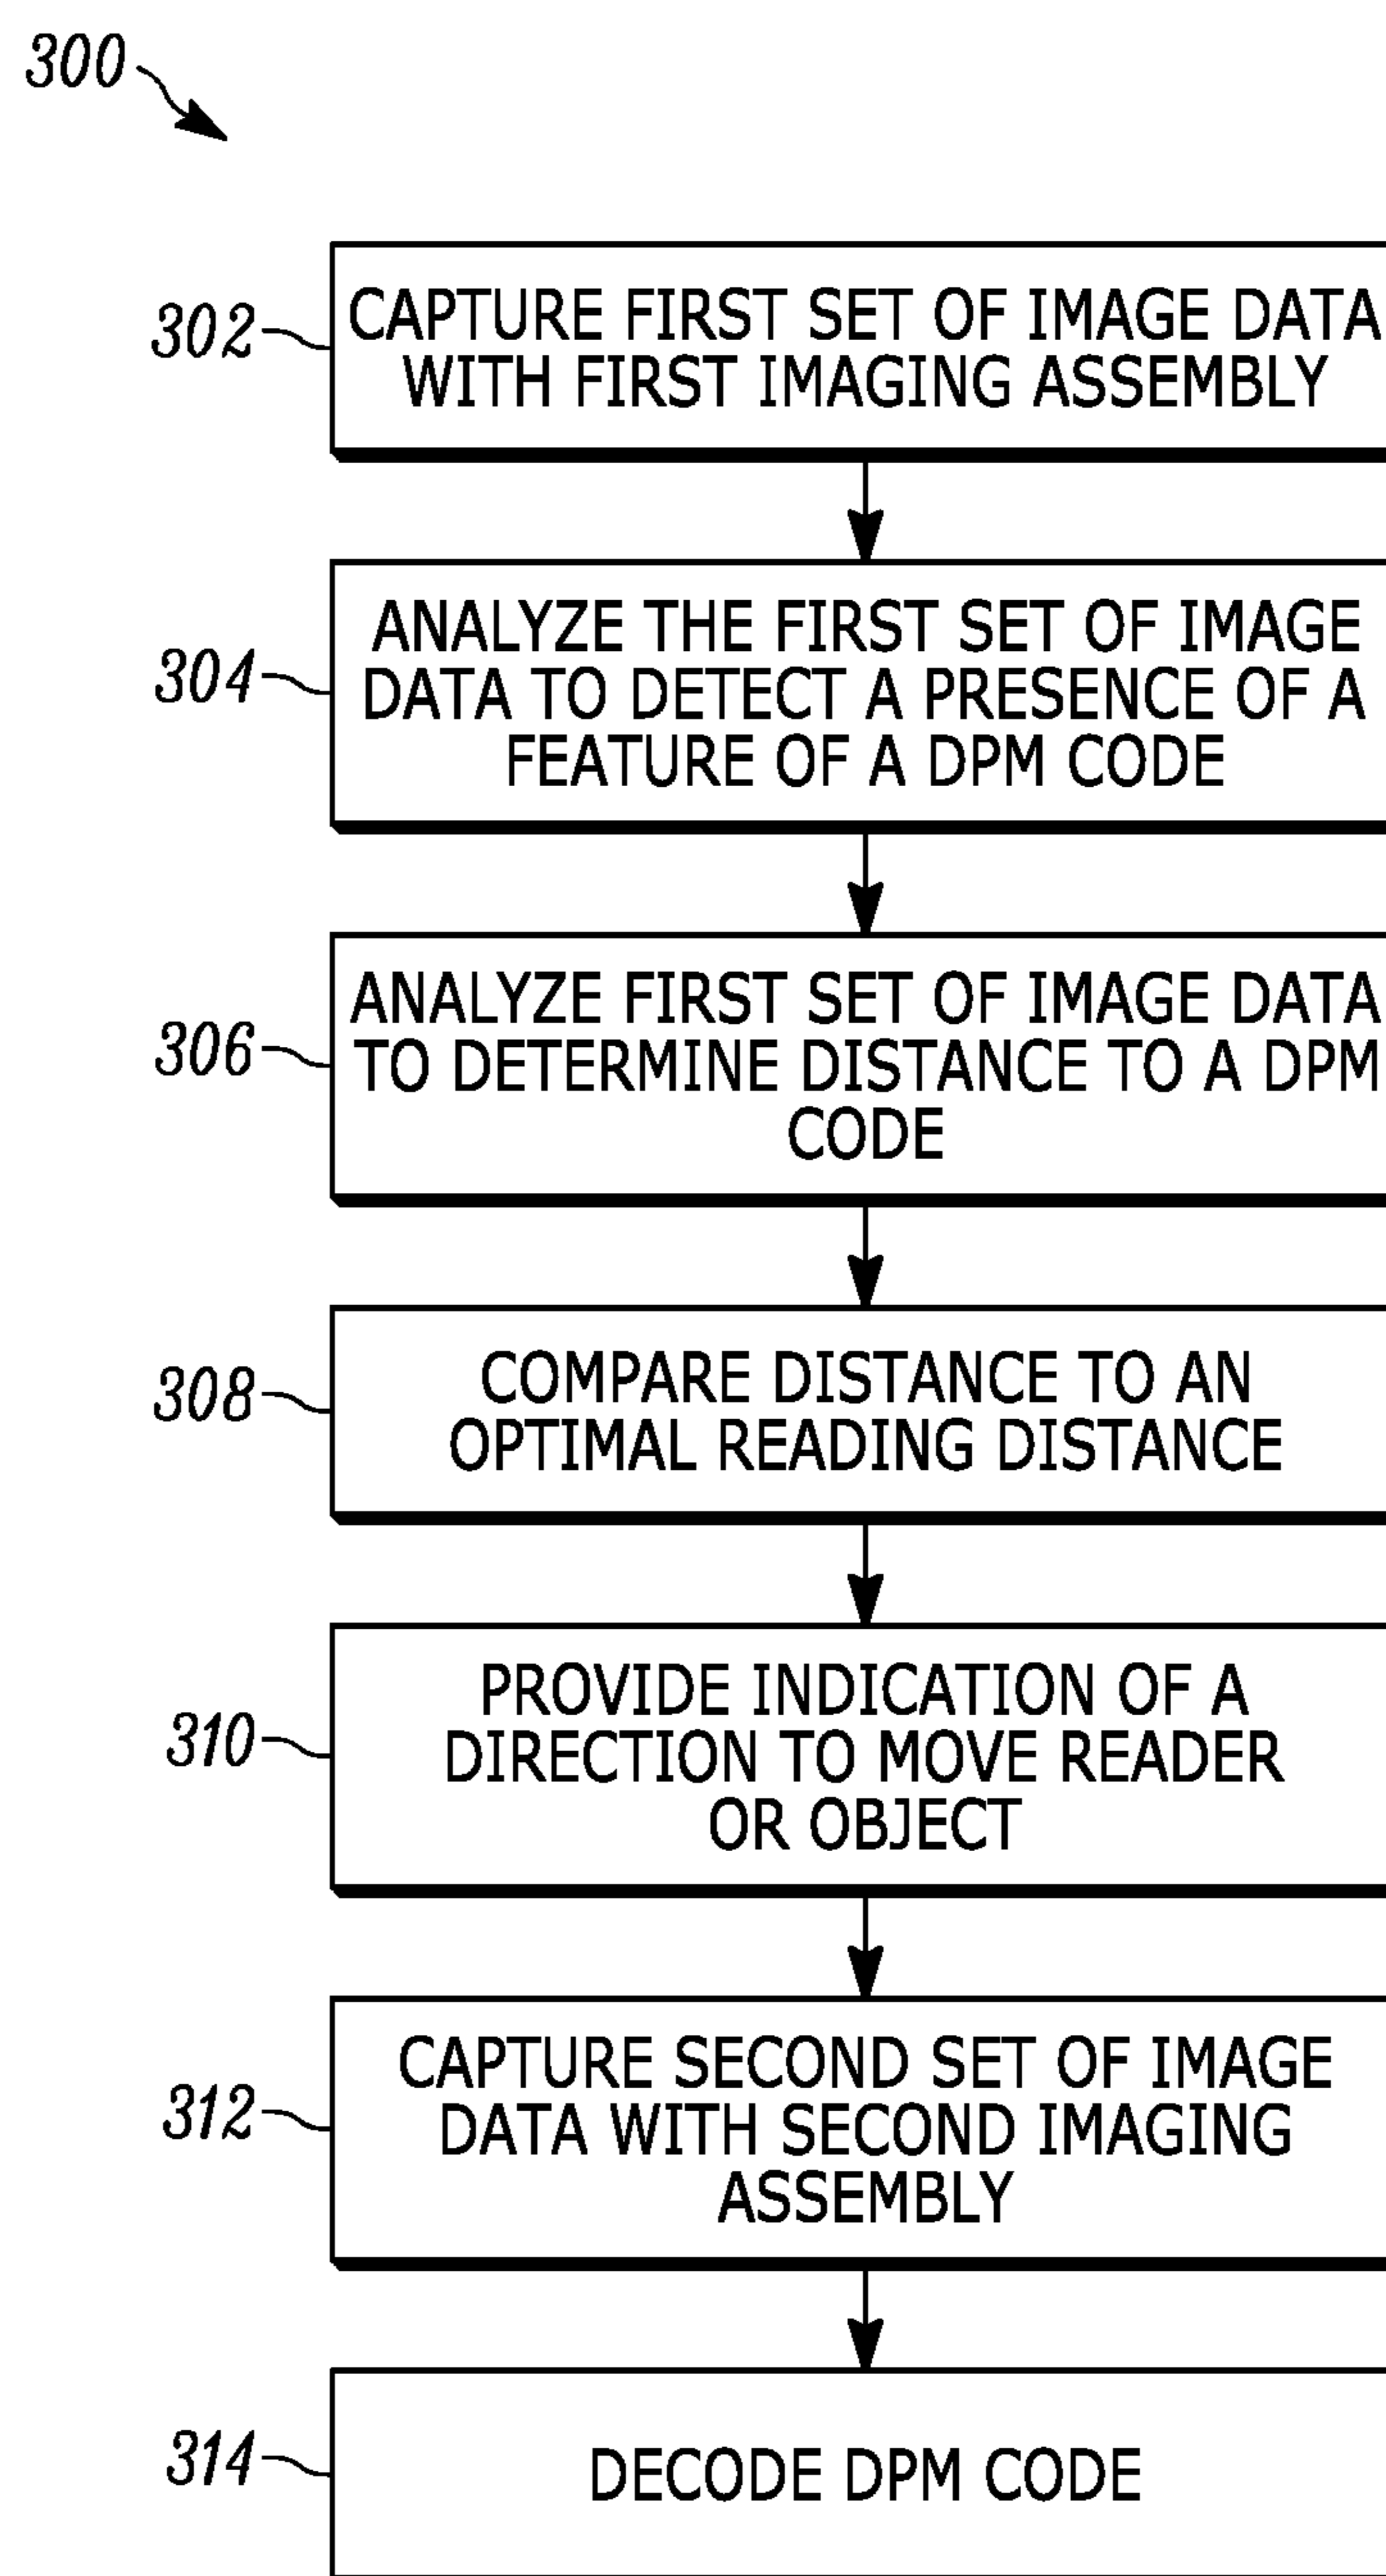 300
302
CAPTURE FIRST SET OF IMAGE DATA
WITH FIRST IMAGING ASSEMBLY
304
ANALYZE THE FIRST SET OF IMAGE
DATA TO DETECT A PRESENCE OF A
FEATURE OF A DPM CODE
306
ANALYZE FIRST SET OF IMAGE DATA
TO DETERMINE DISTANCE TO A DPM
CODE
308
COMPARE DISTANCE TO AN
OPTIMAL READING DISTANCE
310
PROVIDE INDICATION OF A
DIRECTION TO MOVE READER
OR OBJECT
312
CAPTURE SECOND SET OF IMAGE
DATA WITH SECOND IMAGING
ASSEMBLY
314
DECODE DPM CODE